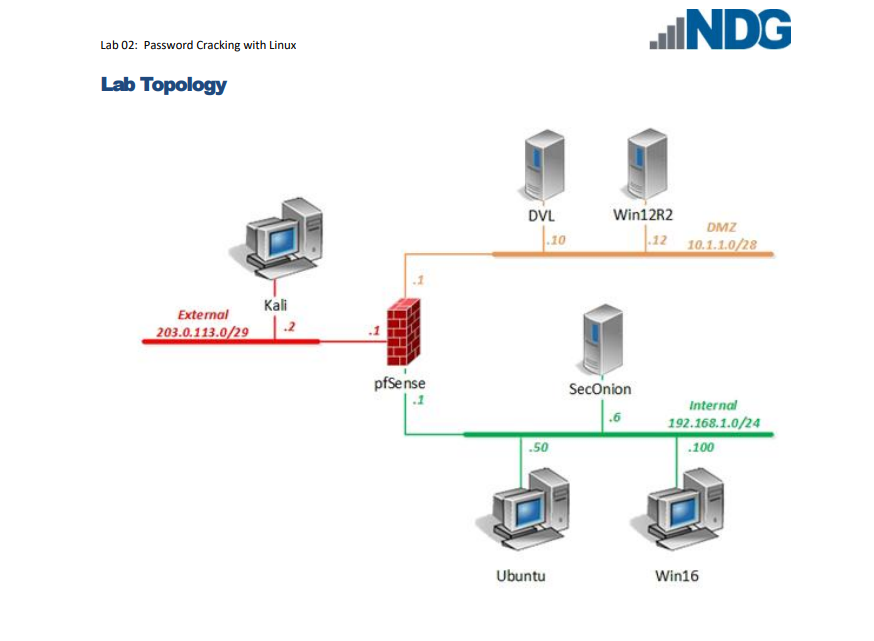 Lab 02: Password Cracking with Linux
NDG
Lab Topology
DVL
Win12R2
DMZ
.10
.12
10.1.1.0/28
Kali
.1
External
203.0.113.0/29
.2
.1
pfSense
SecOnion
.1
.6
Internal
192.168.1.0/24
.50
.100
Ubuntu
Win16